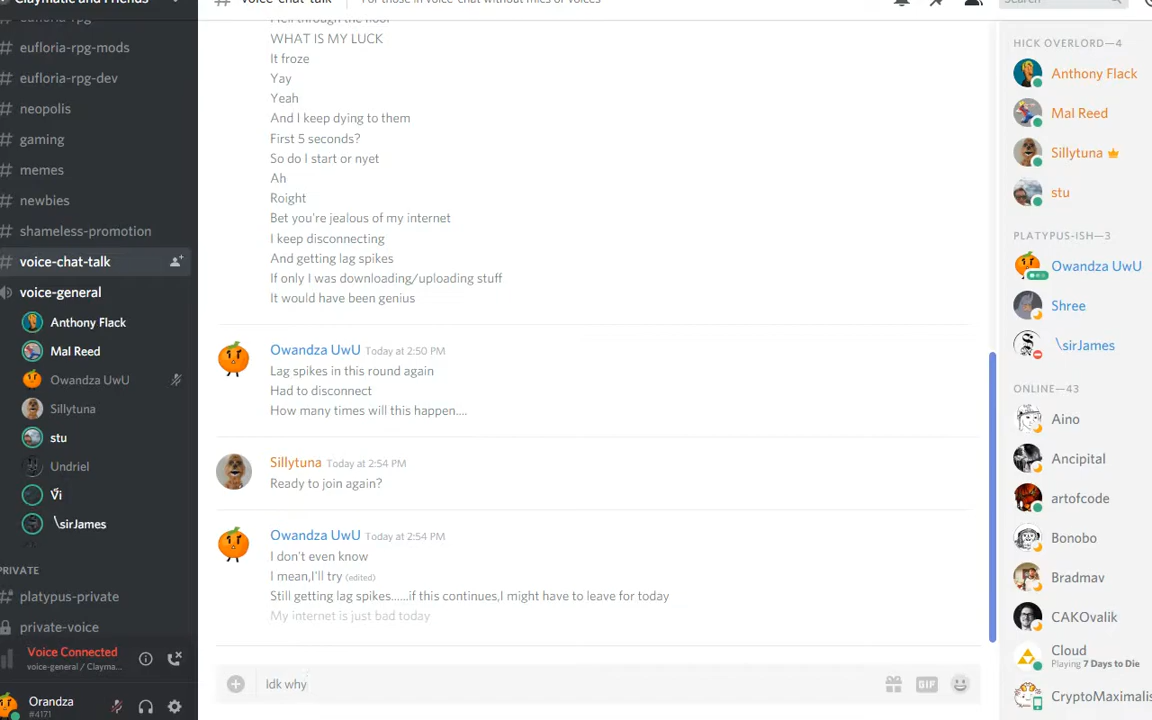 Claymatic and Friends
eufloria-rpg
# eufloria-rpg-mods
# eufloria-rpg-dev
# neopolis
# gaming
# memes
# newbies
# shameless-promotion
# voice-chat-talk
voice-general
Anthony Flack
Mal Reed
Owandza UwU
Sillytuna
stu
Undriel
\sirJames
PRIVATE
platypus-private
private-voice
Voice Connected
voice-general / Clayma...
Orandza
#4171
voice-chat-talk
For those in voice-chat without mics or voices
I fell through the floor
WHAT IS MY LUCK
It froze
Yay
Yeah
And I keep dying to them
First 5 seconds?
So do I start or nyet
Ah
Roight
Bet you're jealous of my internet
I keep disconnecting
And getting lag spikes
If only I was downloading/uploading stuff
It would have been genius
Owandza UwU Today at 2:50 PM
Lag spikes in this round again
Had to disconnect
How many times will this happen....
Sillytuna Today at 2:54 PM
Ready to join again?
Owandza UwU Today at 2:54 PM
I don't even know
I mean,I'll try (edited)
Still getting lag spikes......if this continues,I might have to leave for today
My internet is just bad today
Idk why
GIF
Search
HICK OVERLORD—4
Anthony Flack
Mal Reed
Sillytuna
stu
PLATYPUS-ISH—3
Owandza UwU
Shree
\sirJames
ONLINE—43
Aino
Ancipital
artofcode
Bonobo
Bradmav
CAKOvalik
Cloud
Playing 7 Days to Die
CryptoMaximalis